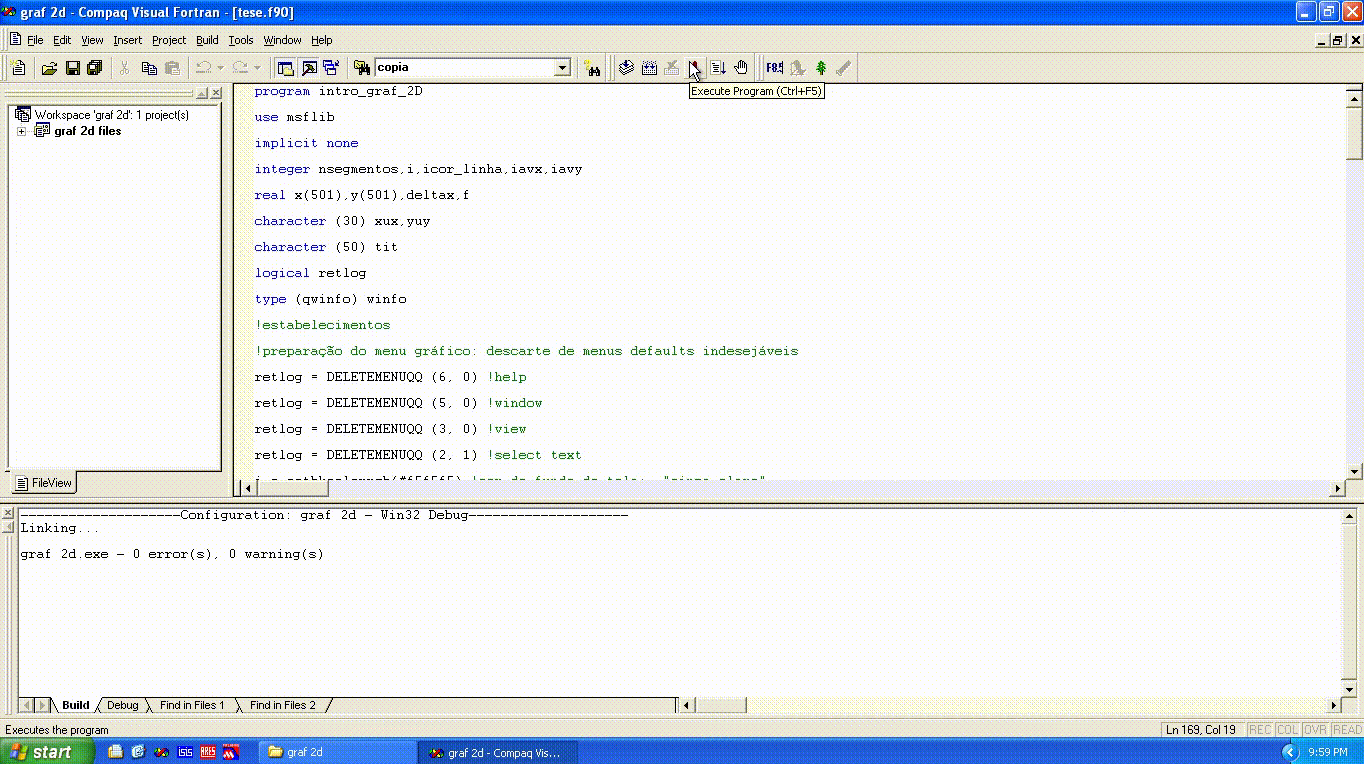 graf 2d - Compaq Visual Fortran - [tese.f90]
File Edit View Insert Project Build Tools Window Help
copia
Execute Program (Ctrl+F5)
Workspace 'graf 2d': 1 project(s)
graf 2d files
FileView
program intro_graf_2D
use msflib
implicit none
integer nsegmentos,i,icor_linha,iavx,iavy
real x(501),y(501),deltax,f
character (30) xux,yuy
character (50) tit
logical retlog
type (qwinfo) winfo
!estabelecimentos
!preparação do menu gráfico: descarte de menus defaults indesejáveis
retlog = DELETEMENUQQ (6, 0) !help
retlog = DELETEMENUQQ (5, 0) !window
retlog = DELETEMENUQQ (3, 0) !view
retlog = DELETEMENUQQ (2, 1) !select text
--------------------Configuration: graf 2d - Win32 Debug--------------------
Linking...
graf 2d.exe - 0 error(s), 0 warning(s)
Build Debug Find in Files 1 Find in Files 2
Executes the program
Ln 169, Col 19 REC COL OVR READ
start graf 2d graf 2d - Compaq Vis... 9:59 PM